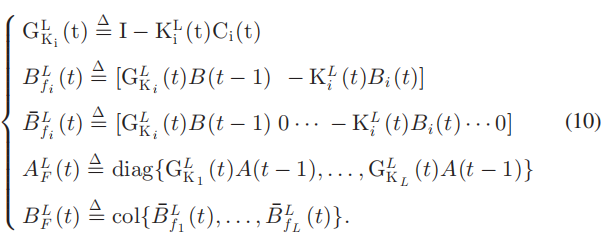 G^L_{K_i}(t) ≜ I − K^L_i(t)C_i(t)
B^L_{f_i}(t) ≜ [G^L_{K_i}(t)B(t − 1)  − K^L_i(t)B_i(t)]
B̄^L_{f_i}(t) ≜ [G^L_{K_i}(t)B(t − 1) 0 ⋯ − K^L_i(t)B_i(t) ⋯ 0] (10)
A^L_F(t) ≜ diag{G^L_{K_1}(t)A(t − 1), . . . , G^L_{K_L}(t)A(t − 1)}
B^L_F(t) ≜ col{B̄^L_{f_1}(t), . . . , B̄^L_{f_L}(t)}.